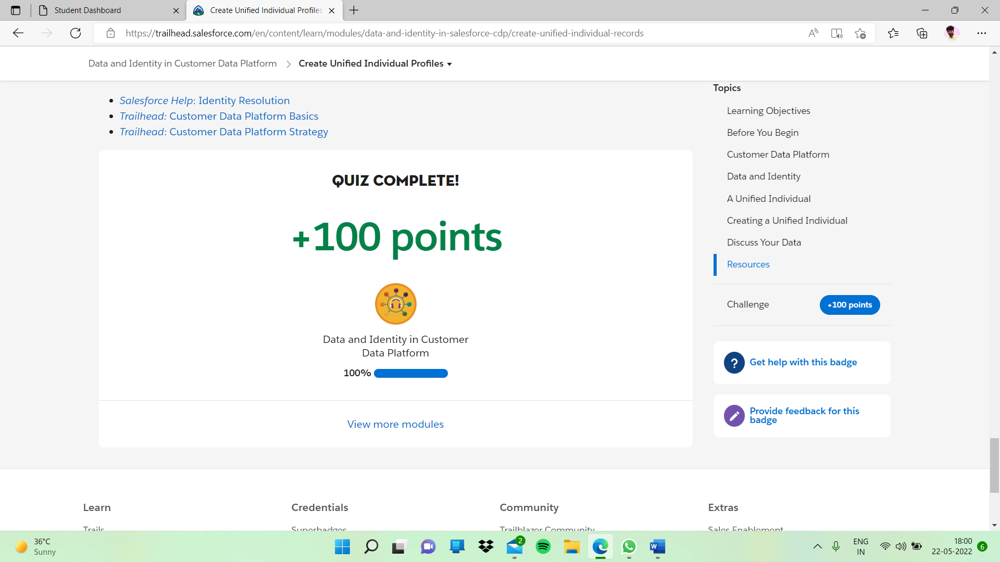 Student Dashboard
Create Unified Individual Profiles
https://trailhead.salesforce.com/en/content/learn/modules/data-and-identity-in-salesforce-cdp/create-unified-individual-records
Data and Identity in Customer Data Platform
Create Unified Individual Profiles
Salesforce Help: Identity Resolution
Trailhead: Customer Data Platform Basics
Trailhead: Customer Data Platform Strategy
QUIZ COMPLETE!
+100 points
Data and Identity in Customer
Data Platform
100%
View more modules
Topics
Learning Objectives
Before You Begin
Customer Data Platform
Data and Identity
A Unified Individual
Creating a Unified Individual
Discuss Your Data
Resources
Challenge
+100 points
?
Get help with this badge
Provide feedback for this
badge
Learn
Credentials
Community
Extras
Trails
Superbadges
Trailblazer Community
Sales Enablement
36°C
Sunny
2
W
ENG
IN
18:00
22-05-2022
6